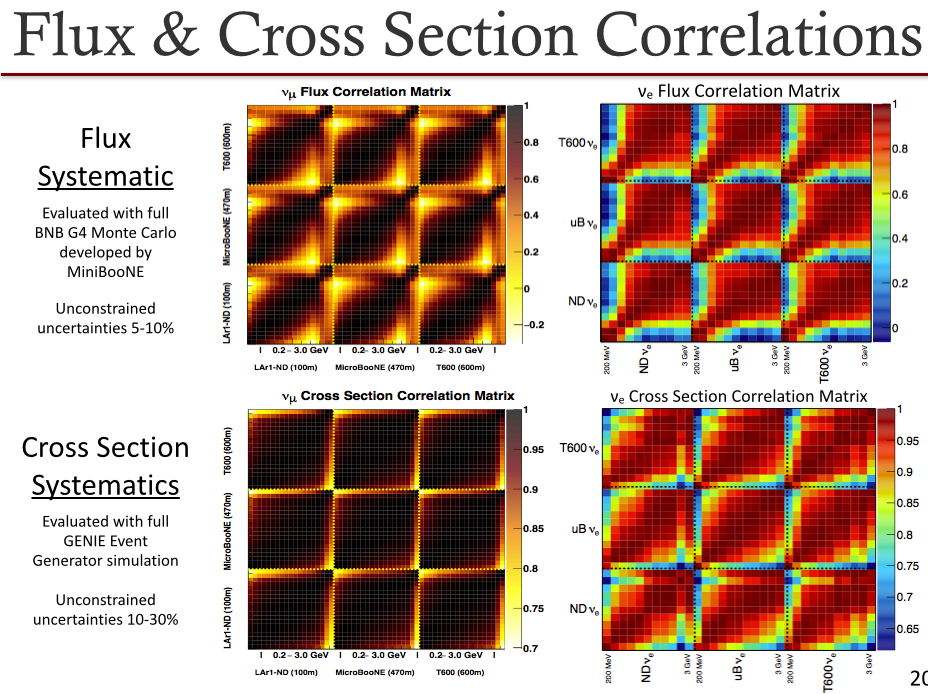 Flux & Cross Section Correlations
Flux
Systematic
Evaluated with full
BNB G4 Monte Carlo
developed by
MiniBooNE
Unconstrained
uncertainties 5-10%
νμ Flux Correlation Matrix
T600 (600m)
MicroBooNE (470m)
LAr1-ND (100m)
1
0.8
0.6
0.4
0.2
0
−0.2
I 0.2– 3.0 GeV I 0.2– 3.0 GeV I 0.2– 3.0 GeV I
LAr1-ND (100m) MicroBooNE (470m) T600 (600m)
νe Flux Correlation Matrix
T600 νe
uB νe
ND νe
1
0.8
0.6
0.4
0.2
0
200 MeV ND νe 3 GeV 200 MeV uB νe 3 GeV 200 MeV T600 νe 3 GeV
Cross Section
Systematics
Evaluated with full
GENIE Event
Generator simulation
Unconstrained
uncertainties 10-30%
νμ Cross Section Correlation Matrix
T600 (600m)
MicroBooNE (470m)
LAr1-ND (100m)
1
0.95
0.9
0.85
0.8
0.75
0.7
I 0.2– 3.0 GeV I 0.2– 3.0 GeV I 0.2– 3.0 GeV I
LAr1-ND (100m) MicroBooNE (470m) T600 (600m)
νe Cross Section Correlation Matrix
T600 νe
uB νe
ND νe
1
0.95
0.9
0.85
0.8
0.75
0.7
0.65
200 MeV ND νe 3 GeV 200 MeV uB νe 3 GeV 200 MeV T600 νe 3 GeV